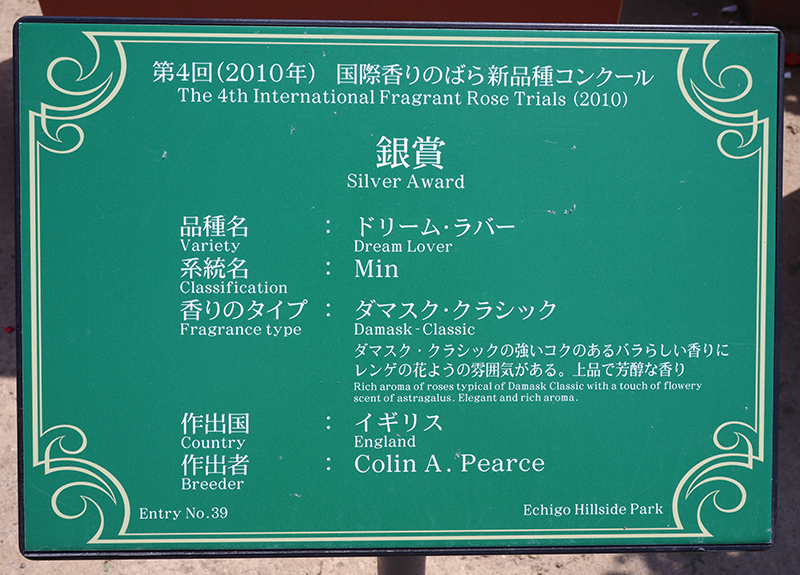 第4回(2010年) 国際香りのばら新品種コンクール
The 4th International Fragrant Rose Trials (2010)
銀賞
Silver Award
品種名 : ドリーム・ラバー
Variety Dream Lover
系統名 : Min
Classification
香りのタイプ : ダマスク・クラシック
Fragrance type Damask-Classic
ダマスク・クラシックの強いコクのあるバラらしい香りに
レンゲの花ようの雰囲気がある。上品で芳醇な香り
Rich aroma of roses typical of Damask Classic with a touch of flowery
scent of astragalus. Elegant and rich aroma.
作出国 : イギリス
Country England
作出者 : Colin A. Pearce
Breeder
Entry No.39 Echigo Hillside Park